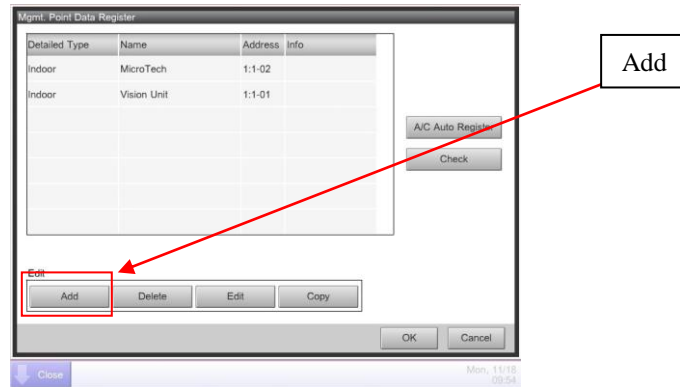 Mgmt. Point Data Register
Detailed Type Name Address Info
Indoor MicroTech 1:1-02
Indoor Vision Unit 1:1-01
Add
A/C Auto Register
Check
Edit
Add Delete Edit Copy
OK Cancel
Close
Mon, 11/18
09:54